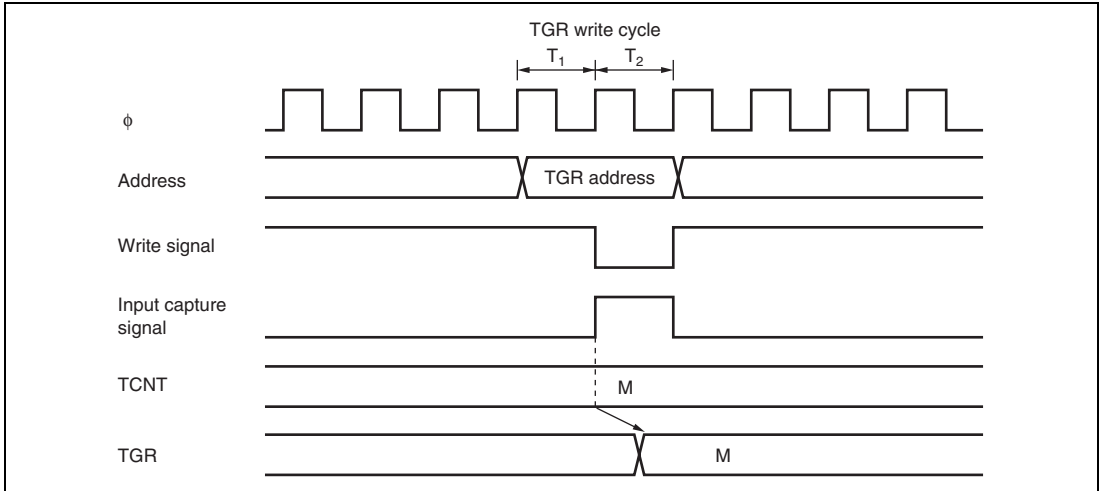 TGR write cycle
T1 T2
ϕ
Address TGR address
Write signal
Input capture
signal
TCNT M
TGR M